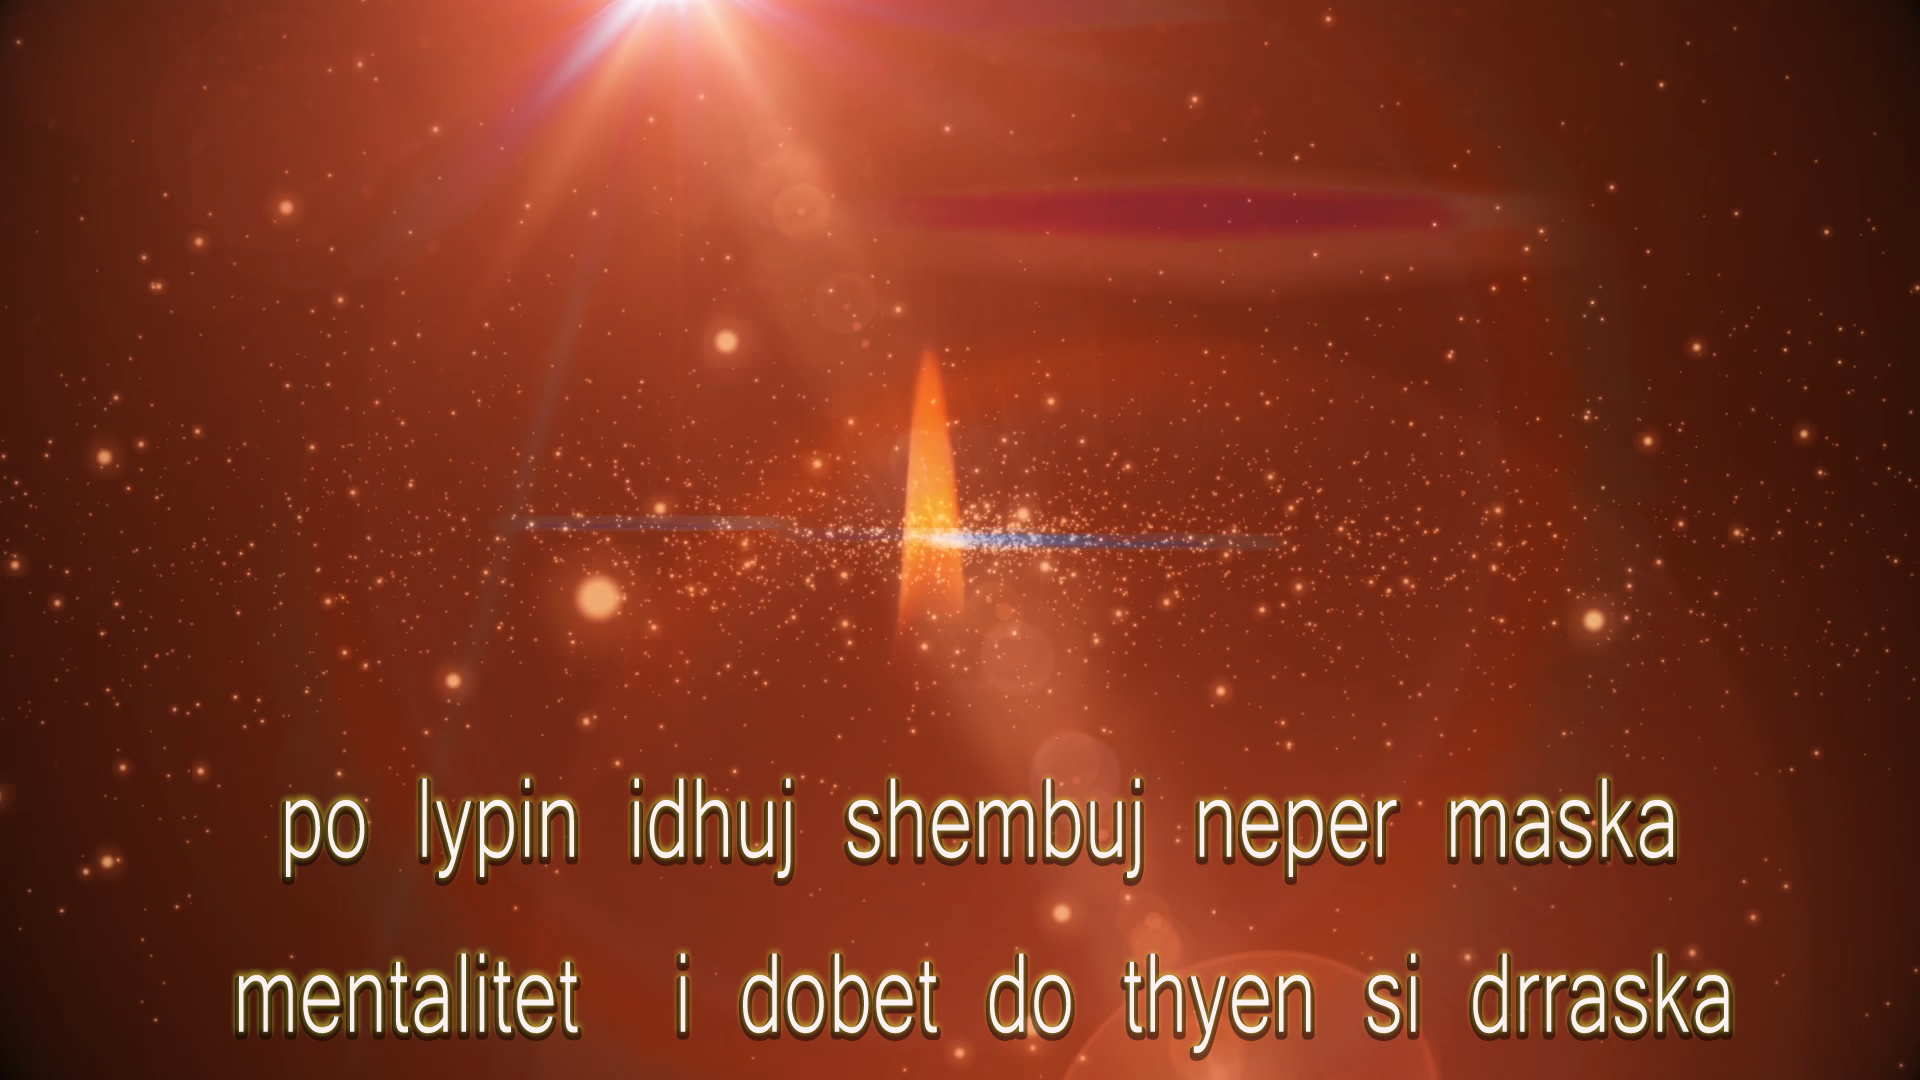 po lypin idhuj shembuj neper maska
mentalitet i dobet do thyen si drraska